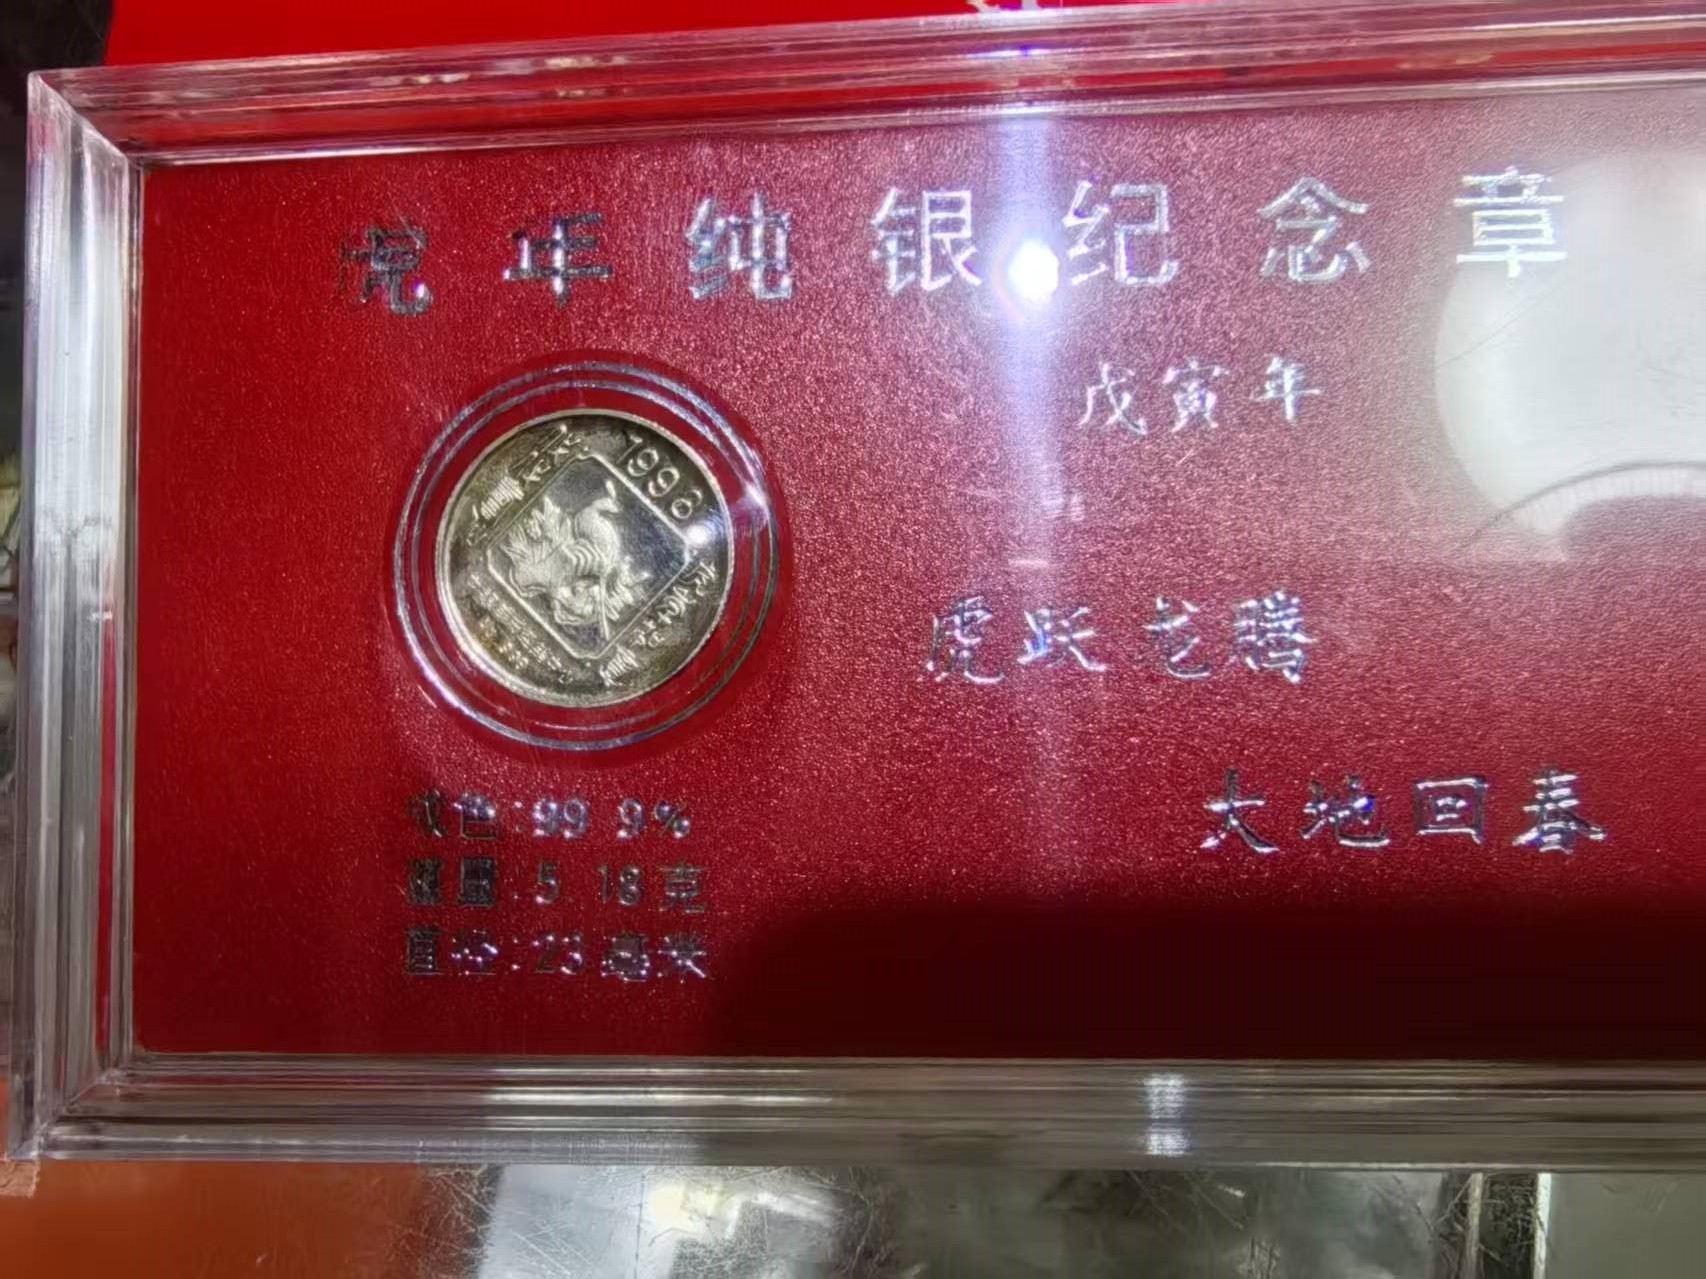 虎年纯银纪念章
戊寅年
1998
虎跃龙腾
大地回春
成色:99 9%
重量:5 18克
直径:23毫米